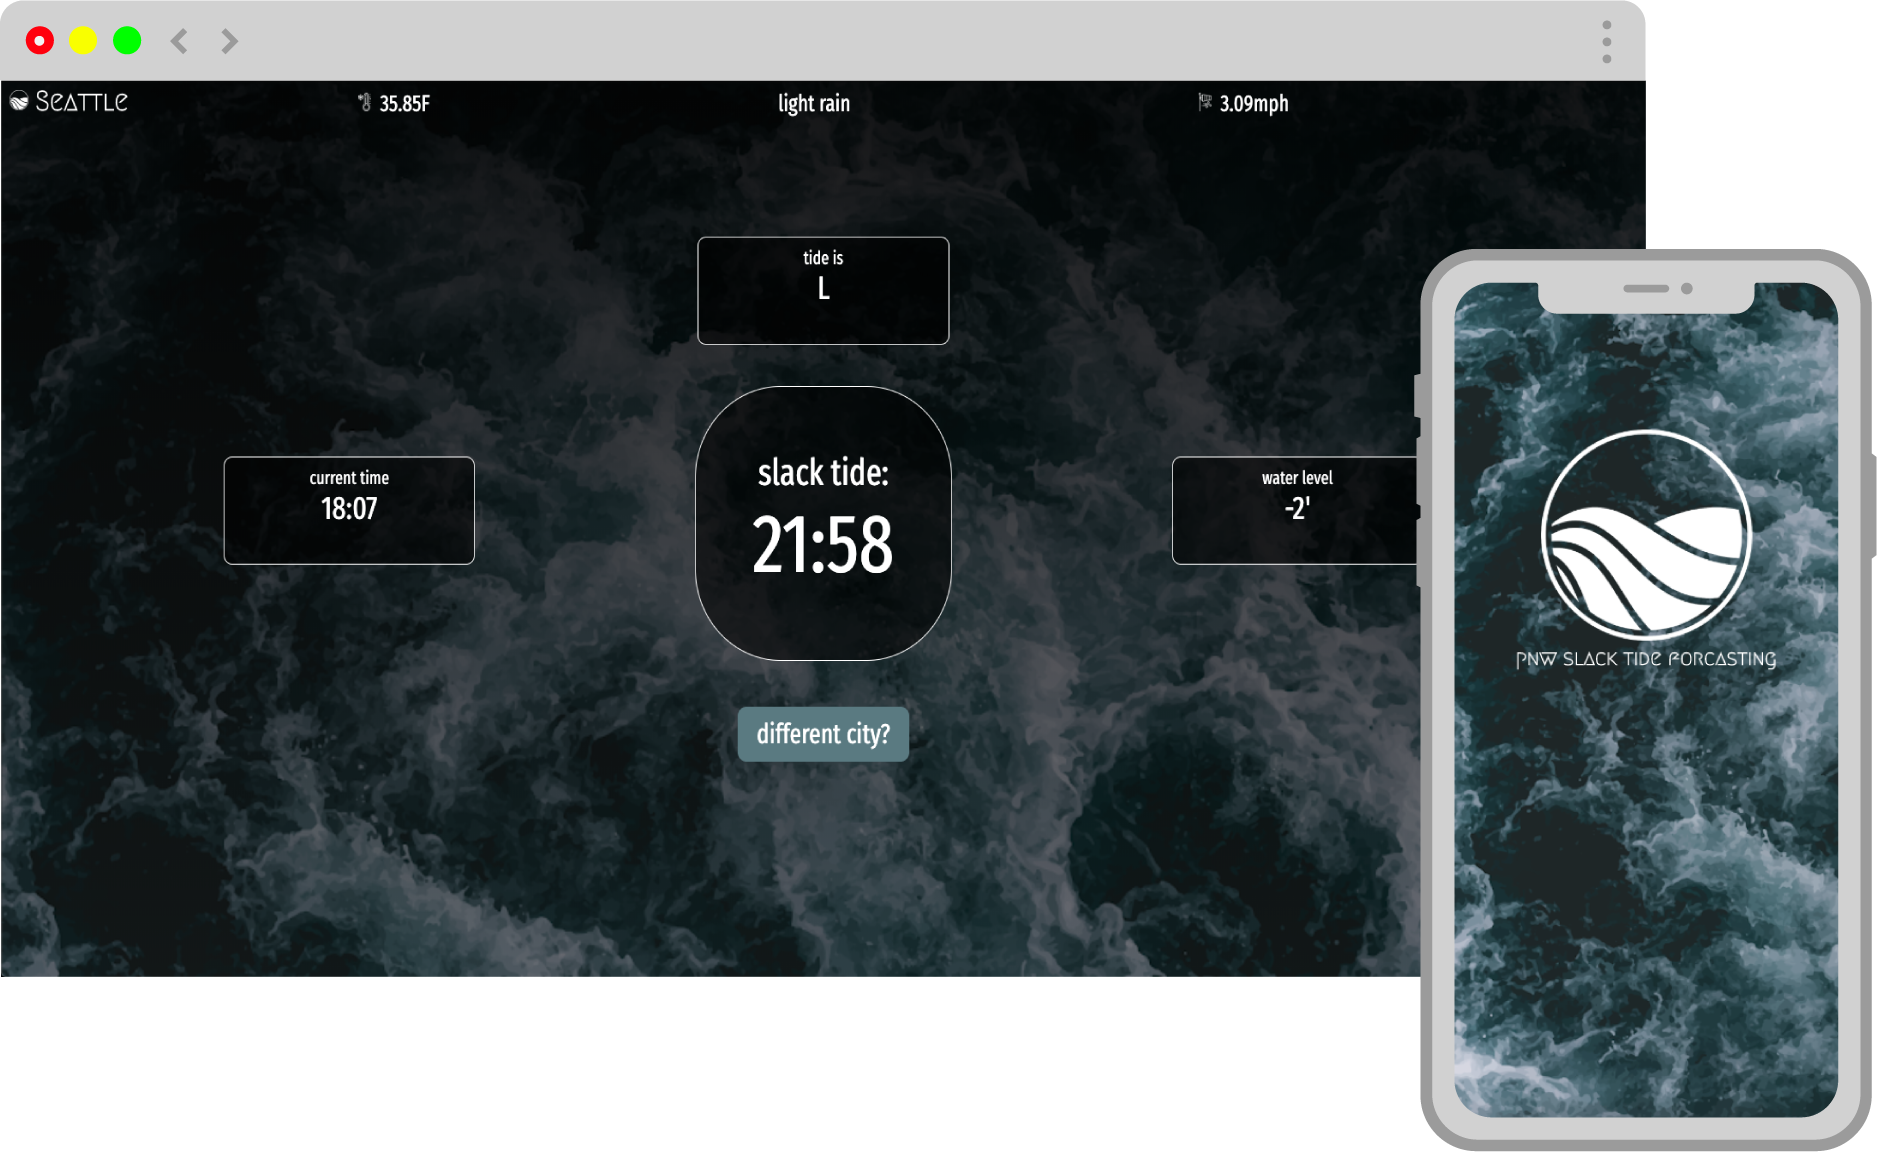 SEATTLE
35.85F
light rain
3.09mph
tide is
L
current time
18:07
slack tide:
21:58
water level
-2'
different city?
PNW SLACK TIDE FORCASTING